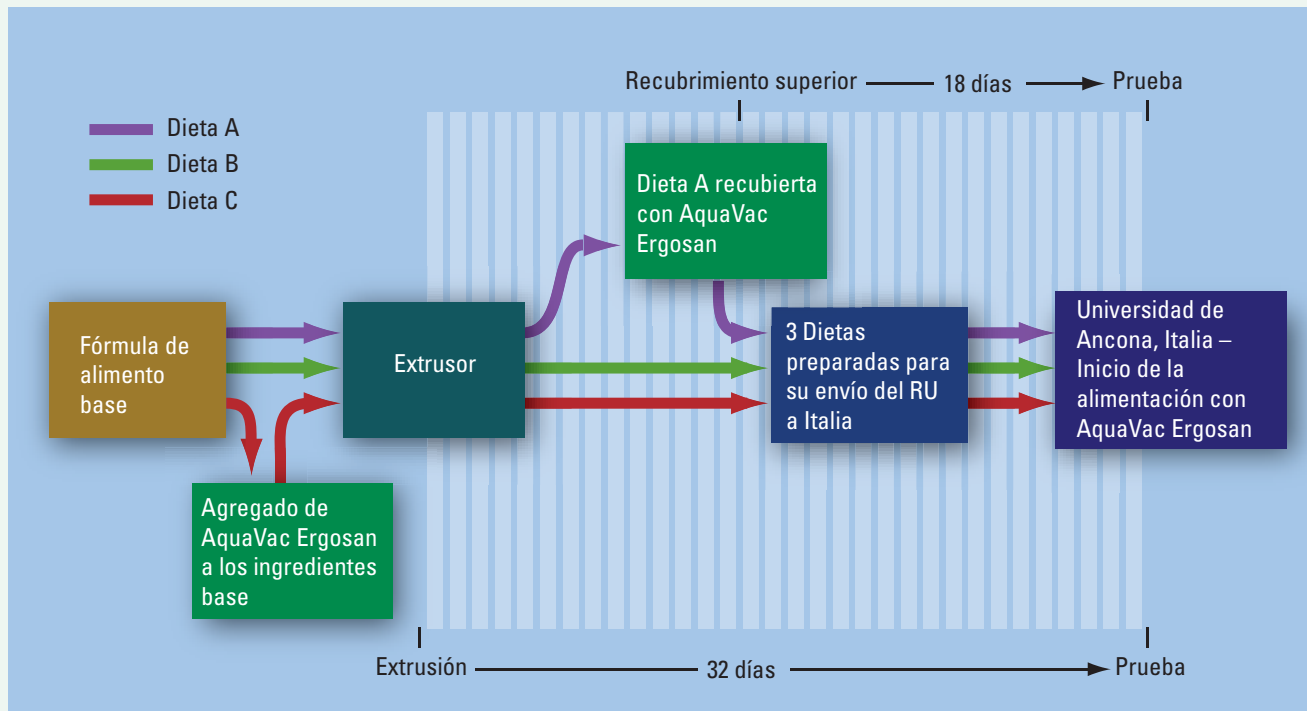 Recubrimiento superior
18 días
Prueba
Dieta A
Dieta B
Dieta C
Dieta A recubierta
con AquaVac
Ergosan
Fórmula de
alimento
base
Extrusor
3 Dietas
preparadas para
su envío del RU
a Italia
Universidad de
Ancona, Italia –
Inicio de la
alimentación con
AquaVac Ergosan
Agregado de
AquaVac Ergosan
a los ingredientes
base
Extrusión
32 días
Prueba